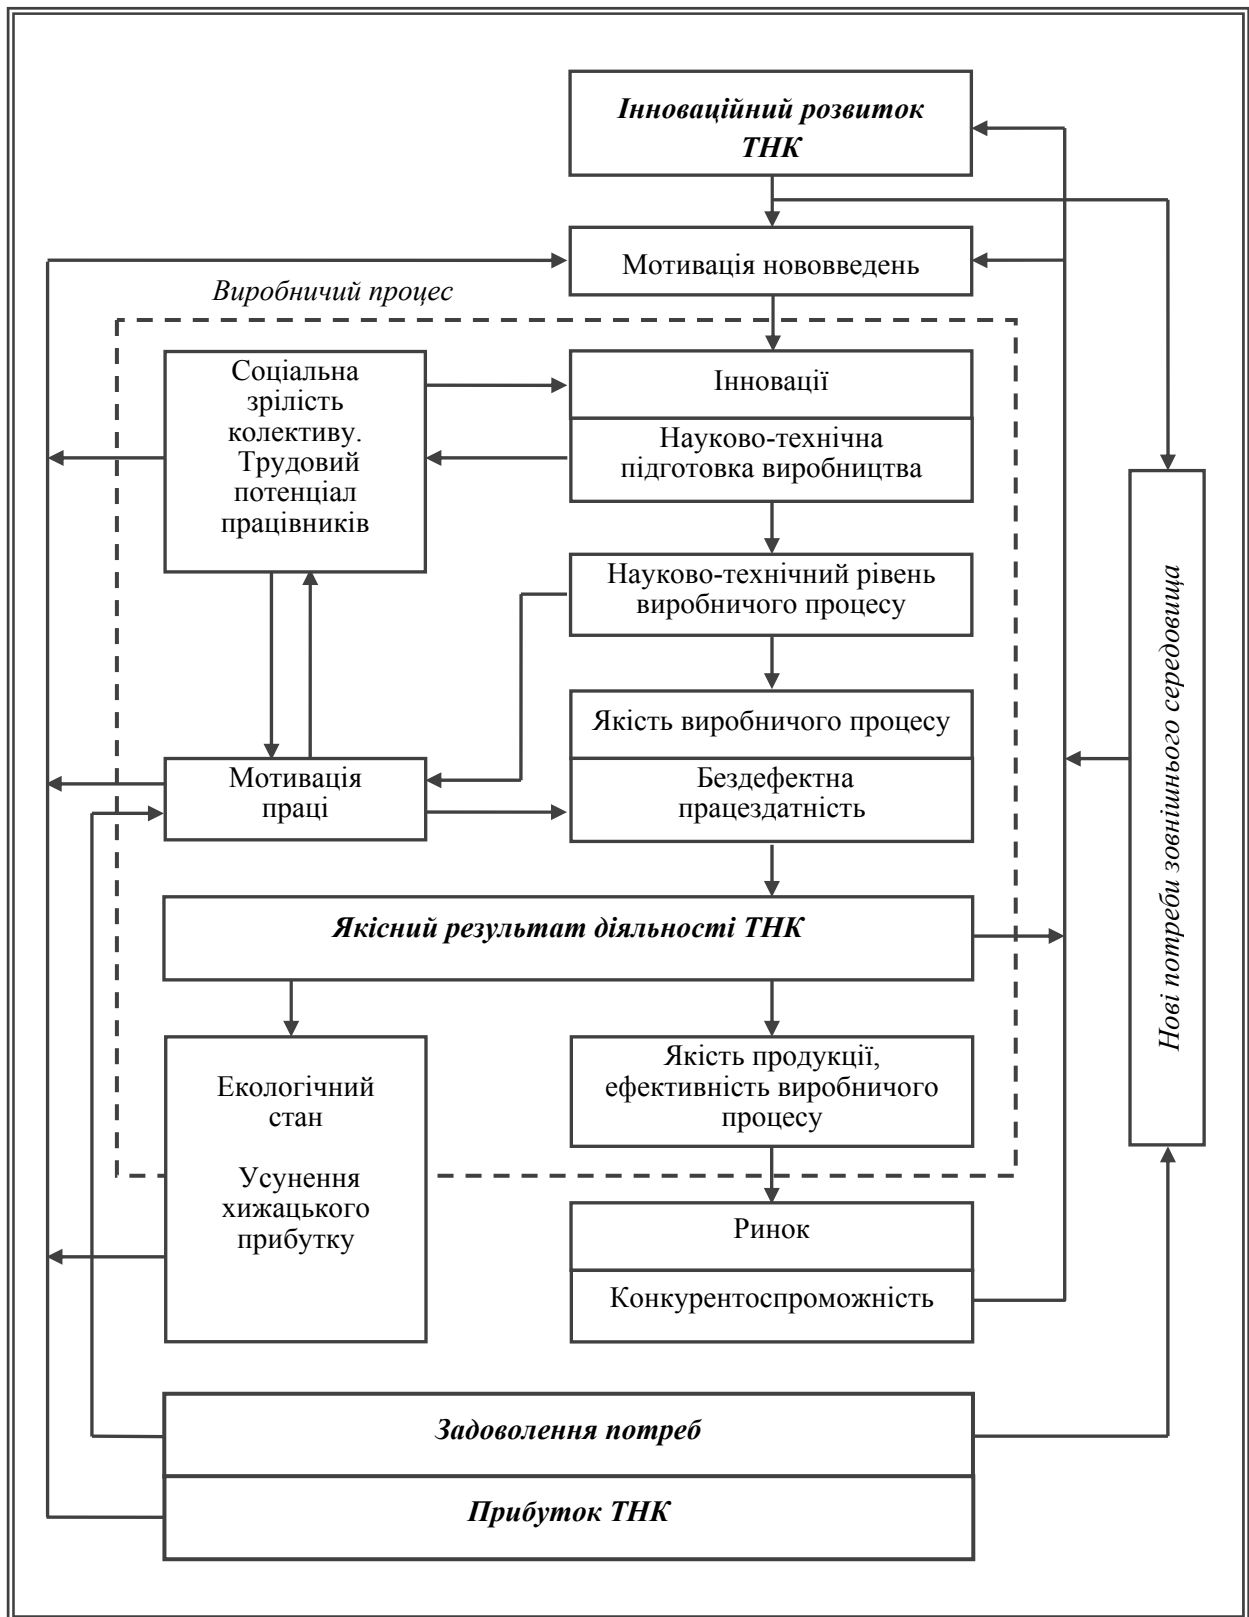 Інноваційний розвиток
ТНК
Мотивація нововведень
Виробничий процес
Соціальна
зрілість
колективу.
Трудовий
потенціал
працівників
Інновації
Науково-технічна
підготовка виробництва
Науково-технічний рівень
виробничого процесу
Якість виробничого процесу
Мотивація
праці
Бездефектна
працездатність
Якісний результат діяльності ТНК
Екологічний
стан
Усунення
хижацького
прибутку
Якість продукції,
ефективність виробничого
процесу
Ринок
Конкурентоспроможність
Задоволення потреб
Прибуток ТНК
Нові потреби зовнішнього середовища